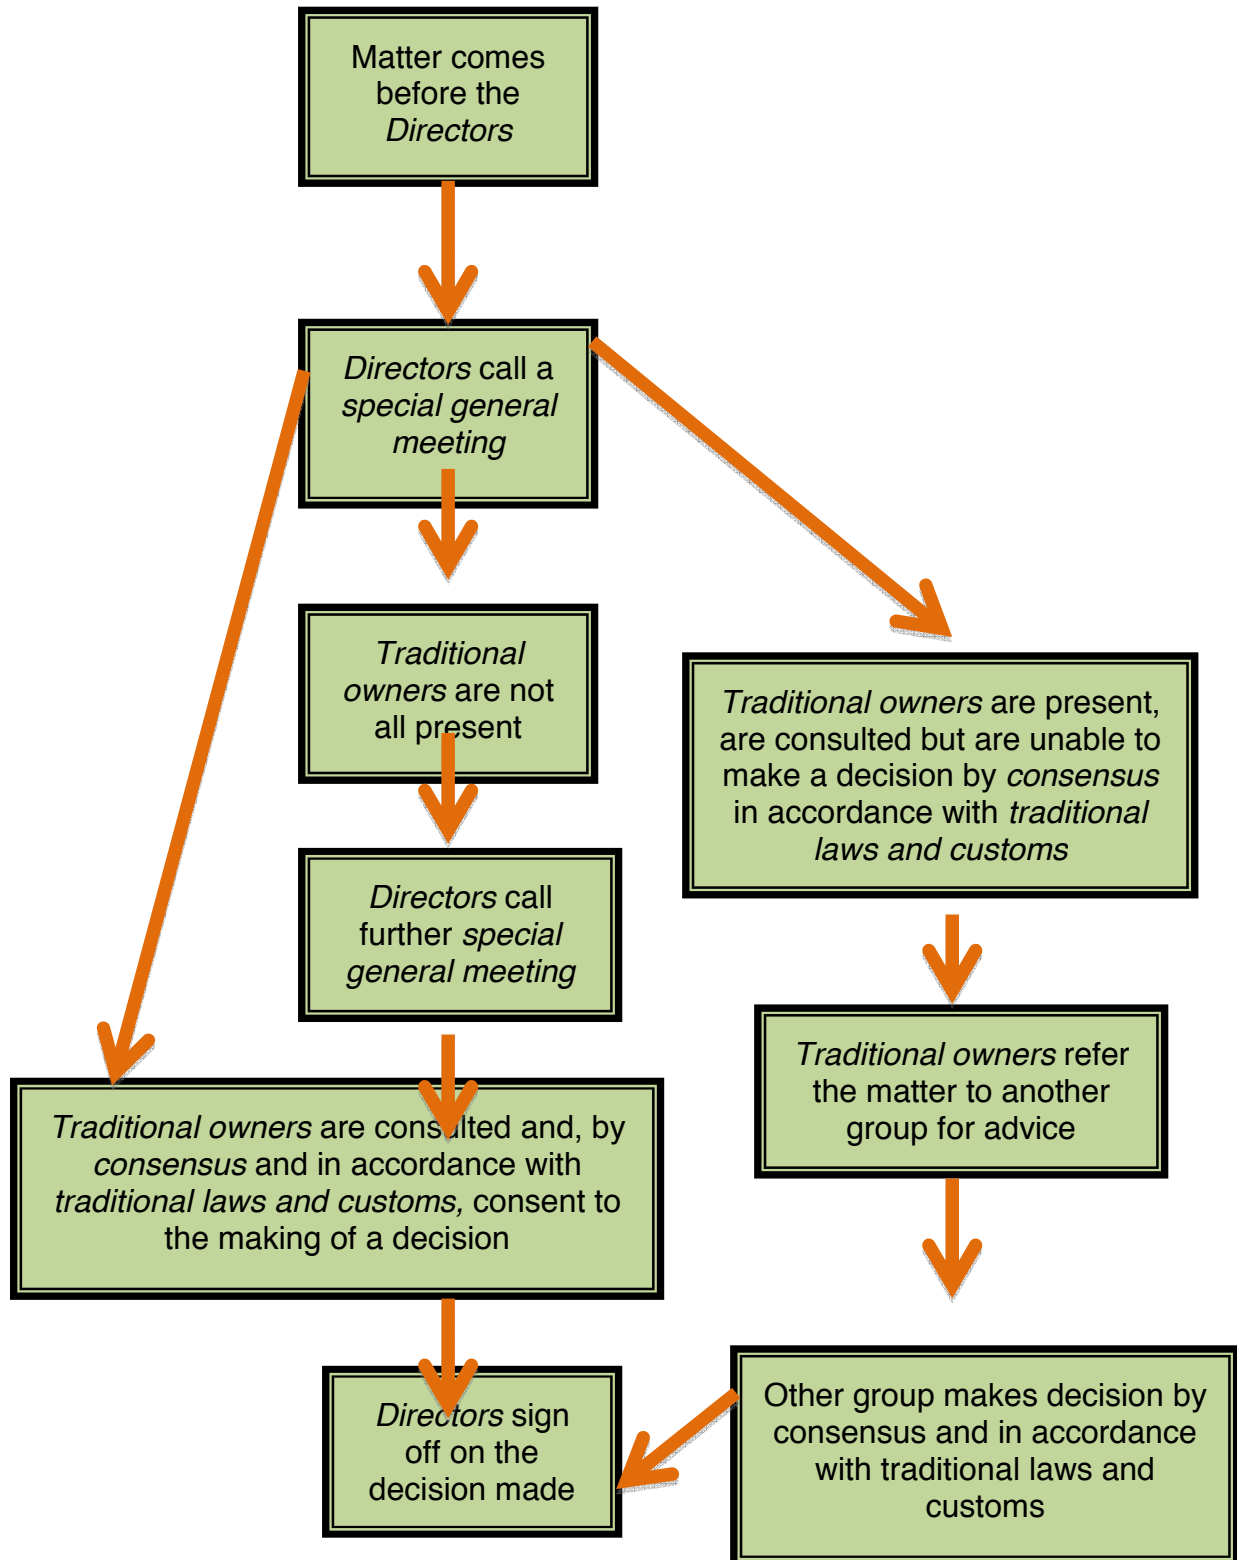 Matter comes
before the
Directors
Directors call a
special general
meeting
Traditional
owners are not
all present
Traditional owners are present,
are consulted but are unable to
make a decision by consensus
in accordance with traditional
laws and customs
Directors call
further special
general meeting
Traditional owners refer
the matter to another
group for advice
Traditional owners are consulted and, by
consensus and in accordance with
traditional laws and customs, consent to
the making of a decision
Directors sign
off on the
decision made
Other group makes decision by
consensus and in accordance
with traditional laws and
customs